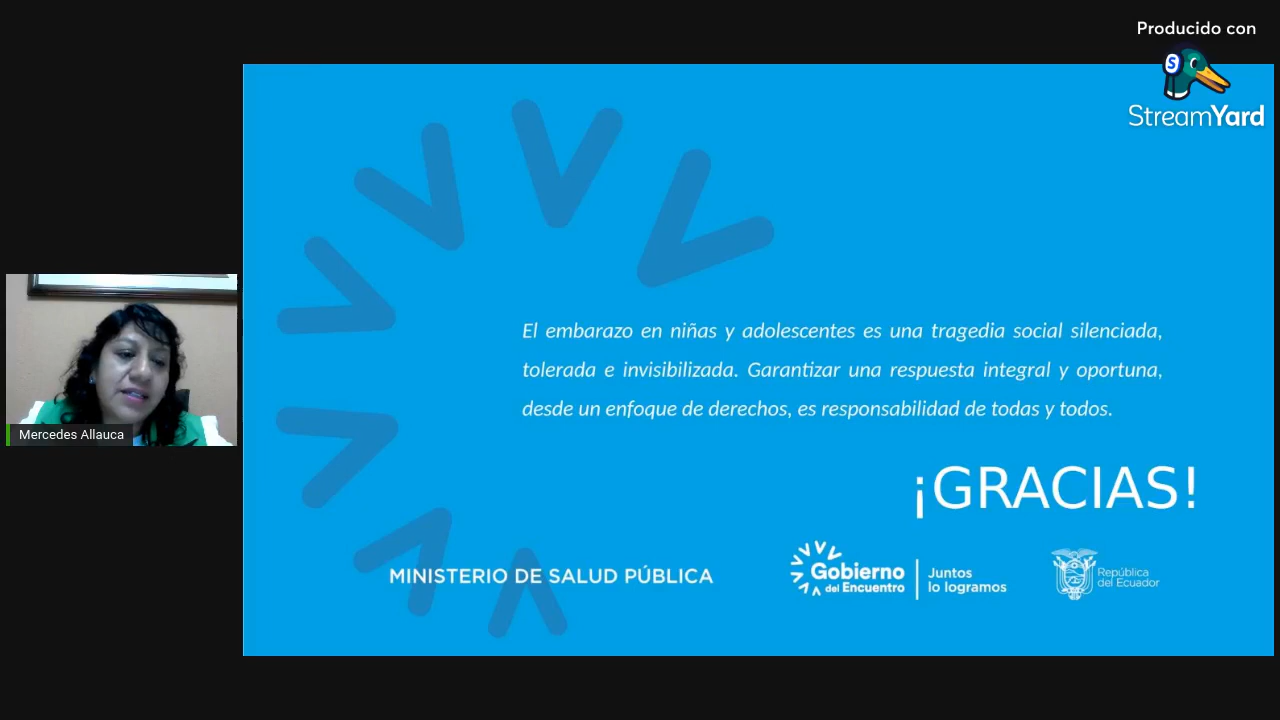 Producido con
S
StreamYard
El embarazo en niñas y adolescentes es una tragedia social silenciada,
tolerada e invisibilizada. Garantizar una respuesta integral y oportuna,
desde un enfoque de derechos, es responsabilidad de todas y todos.
Mercedes Allauca
¡GRACIAS!
MINISTERIO DE SALUD PÚBLICA
Gobierno
del Encuentro
Juntos
lo logramos
República
del Ecuador